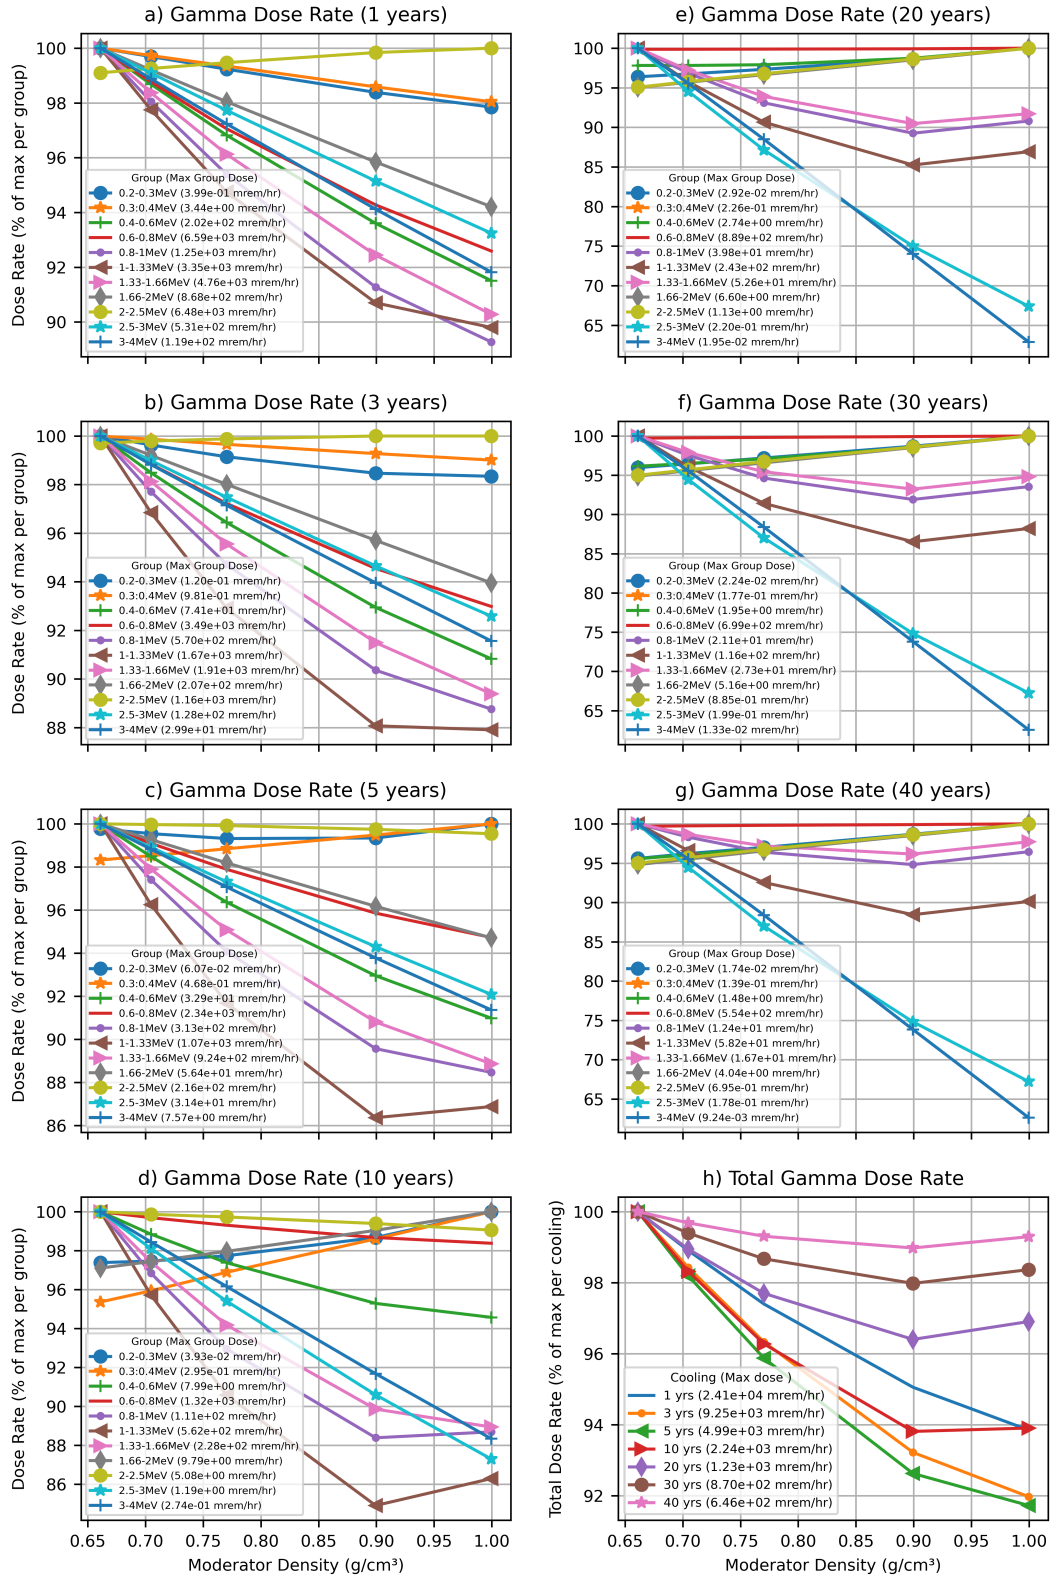 a) Gamma Dose Rate (1 years)
Dose Rate (% of max per group)
100
98
96
94
92
90
Group (Max Group Dose)
0.2-0.3MeV (3.99e-01 mrem/hr)
0.3:0.4MeV (3.44e+00 mrem/hr)
0.4-0.6MeV (2.02e+02 mrem/hr)
0.6-0.8MeV (6.59e+03 mrem/hr)
0.8-1MeV (1.25e+03 mrem/hr)
1-1.33MeV (3.35e+03 mrem/hr)
1.33-1.66MeV (4.76e+03 mrem/hr)
1.66-2MeV (8.68e+02 mrem/hr)
2-2.5MeV (6.48e+03 mrem/hr)
2.5-3MeV (5.31e+02 mrem/hr)
3-4MeV (1.19e+02 mrem/hr)
b) Gamma Dose Rate (3 years)
Dose Rate (% of max per group)
100
98
96
94
92
90
88
Group (Max Group Dose)
0.2-0.3MeV (1.20e-01 mrem/hr)
0.3:0.4MeV (9.81e-01 mrem/hr)
0.4-0.6MeV (7.41e+01 mrem/hr)
0.6-0.8MeV (3.49e+03 mrem/hr)
0.8-1MeV (5.70e+02 mrem/hr)
1-1.33MeV (1.67e+03 mrem/hr)
1.33-1.66MeV (1.91e+03 mrem/hr)
1.66-2MeV (2.07e+02 mrem/hr)
2-2.5MeV (1.16e+03 mrem/hr)
2.5-3MeV (1.28e+02 mrem/hr)
3-4MeV (2.99e+01 mrem/hr)
c) Gamma Dose Rate (5 years)
Dose Rate (% of max per group)
100
98
96
94
92
90
88
86
Group (Max Group Dose)
0.2-0.3MeV (6.07e-02 mrem/hr)
0.3:0.4MeV (4.68e-01 mrem/hr)
0.4-0.6MeV (3.29e+01 mrem/hr)
0.6-0.8MeV (2.34e+03 mrem/hr)
0.8-1MeV (3.13e+02 mrem/hr)
1-1.33MeV (1.07e+03 mrem/hr)
1.33-1.66MeV (9.24e+02 mrem/hr)
1.66-2MeV (5.64e+01 mrem/hr)
2-2.5MeV (2.16e+02 mrem/hr)
2.5-3MeV (3.14e+01 mrem/hr)
3-4MeV (7.57e+00 mrem/hr)
d) Gamma Dose Rate (10 years)
Dose Rate (% of max per group)
100
98
96
94
92
90
88
86
Group (Max Group Dose)
0.2-0.3MeV (3.93e-02 mrem/hr)
0.3:0.4MeV (2.95e-01 mrem/hr)
0.4-0.6MeV (7.99e+00 mrem/hr)
0.6-0.8MeV (1.32e+03 mrem/hr)
0.8-1MeV (1.11e+02 mrem/hr)
1-1.33MeV (5.62e+02 mrem/hr)
1.33-1.66MeV (2.28e+02 mrem/hr)
1.66-2MeV (9.79e+00 mrem/hr)
2-2.5MeV (5.08e+00 mrem/hr)
2.5-3MeV (1.19e+00 mrem/hr)
3-4MeV (2.74e-01 mrem/hr)
0.65 0.70 0.75 0.80 0.85 0.90 0.95 1.00
Moderator Density (g/cm³)
e) Gamma Dose Rate (20 years)
100
95
90
85
80
75
70
65
Group (Max Group Dose)
0.2-0.3MeV (2.92e-02 mrem/hr)
0.3:0.4MeV (2.26e-01 mrem/hr)
0.4-0.6MeV (2.74e+00 mrem/hr)
0.6-0.8MeV (8.89e+02 mrem/hr)
0.8-1MeV (3.98e+01 mrem/hr)
1-1.33MeV (2.43e+02 mrem/hr)
1.33-1.66MeV (5.26e+01 mrem/hr)
1.66-2MeV (6.60e+00 mrem/hr)
2-2.5MeV (1.13e+00 mrem/hr)
2.5-3MeV (2.20e-01 mrem/hr)
3-4MeV (1.95e-02 mrem/hr)
f) Gamma Dose Rate (30 years)
100
95
90
85
80
75
70
65
Group (Max Group Dose)
0.2-0.3MeV (2.24e-02 mrem/hr)
0.3:0.4MeV (1.77e-01 mrem/hr)
0.4-0.6MeV (1.95e+00 mrem/hr)
0.6-0.8MeV (6.99e+02 mrem/hr)
0.8-1MeV (2.11e+01 mrem/hr)
1-1.33MeV (1.16e+02 mrem/hr)
1.33-1.66MeV (2.73e+01 mrem/hr)
1.66-2MeV (5.16e+00 mrem/hr)
2-2.5MeV (8.85e-01 mrem/hr)
2.5-3MeV (1.99e-01 mrem/hr)
3-4MeV (1.33e-02 mrem/hr)
g) Gamma Dose Rate (40 years)
100
95
90
85
80
75
70
65
Group (Max Group Dose)
0.2-0.3MeV (1.74e-02 mrem/hr)
0.3:0.4MeV (1.39e-01 mrem/hr)
0.4-0.6MeV (1.48e+00 mrem/hr)
0.6-0.8MeV (5.54e+02 mrem/hr)
0.8-1MeV (1.24e+01 mrem/hr)
1-1.33MeV (5.82e+01 mrem/hr)
1.33-1.66MeV (1.67e+01 mrem/hr)
1.66-2MeV (4.04e+00 mrem/hr)
2-2.5MeV (6.95e-01 mrem/hr)
2.5-3MeV (1.78e-01 mrem/hr)
3-4MeV (9.24e-03 mrem/hr)
h) Total Gamma Dose Rate
Total Dose Rate (% of max per cooling)
100
98
96
94
92
Cooling (Max dose )
1 yrs (2.41e+04 mrem/hr)
3 yrs (9.25e+03 mrem/hr)
5 yrs (4.99e+03 mrem/hr)
10 yrs (2.24e+03 mrem/hr)
20 yrs (1.23e+03 mrem/hr)
30 yrs (8.70e+02 mrem/hr)
40 yrs (6.46e+02 mrem/hr)
0.65 0.70 0.75 0.80 0.85 0.90 0.95 1.00
Moderator Density (g/cm³)